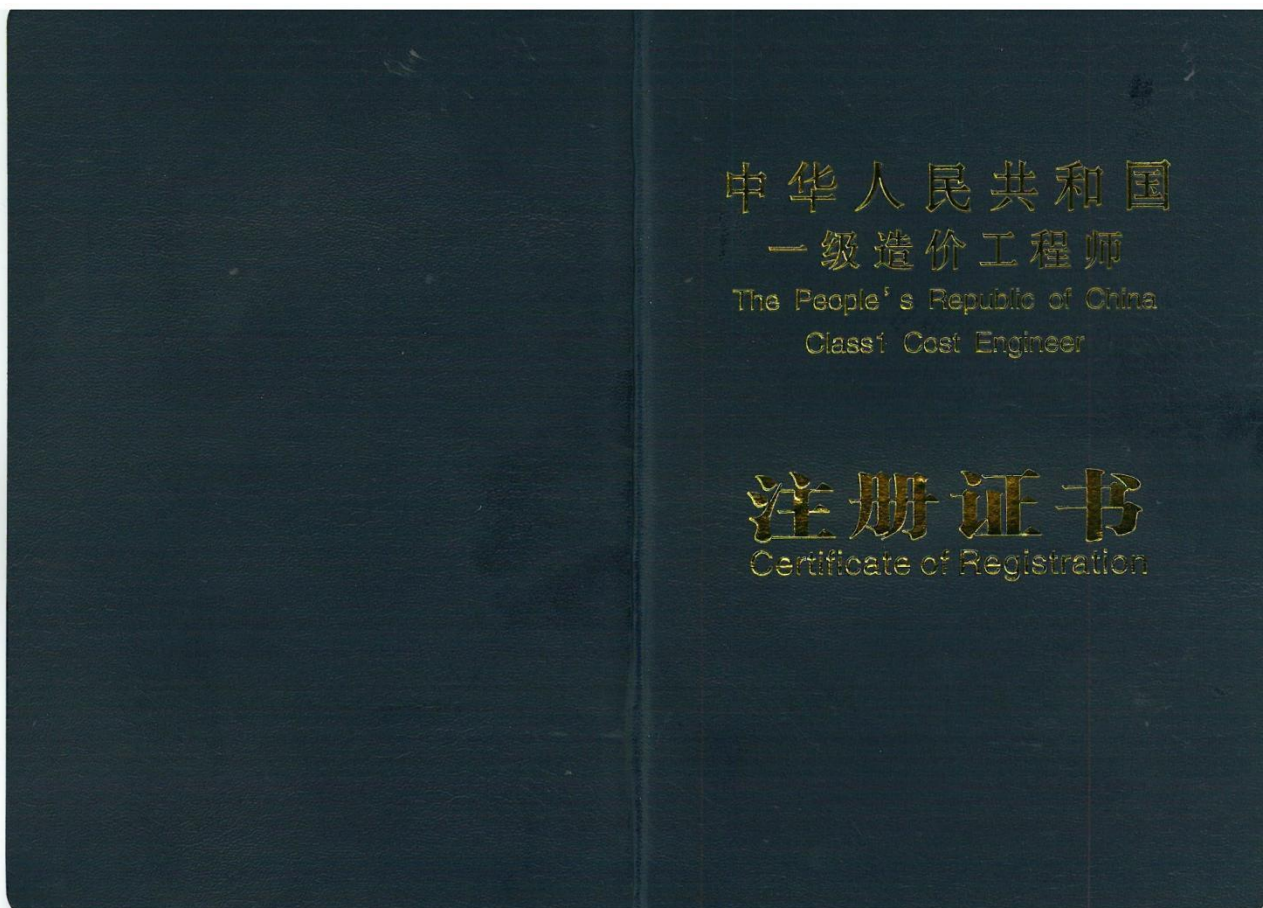 中华人民共和国
一级造价工程师
The People's Republic of China
Class1 Cost Engineer
注册证书
Certificate of Registration